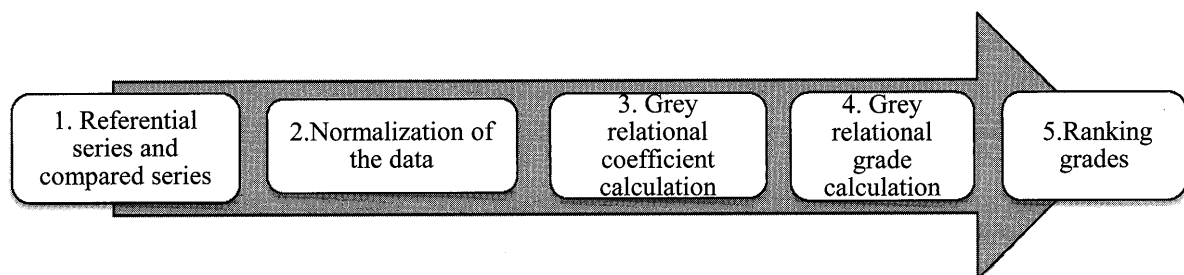 1. Referential
series and
compared series
2.Normalization of
the data
3. Grey
relational
coefficient
calculation
4. Grey
relational
grade
calculation
5.Ranking
grades